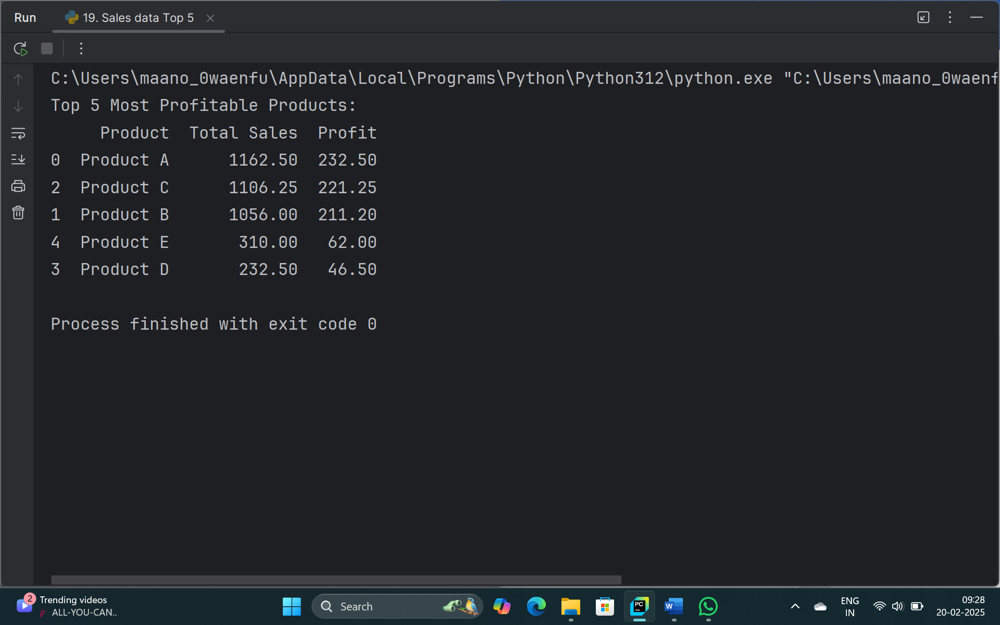 Run
19. Sales data Top 5
C:\Users\maano_0waenfu\AppData\Local\Programs\Python\Python312\python.exe "C:\Users\maano_0waenf
Top 5 Most Profitable Products:
Product Total Sales Profit
0 Product A 1162.50 232.50
2 Product C 1106.25 221.25
1 Product B 1056.00 211.20
4 Product E 310.00 62.00
3 Product D 232.50 46.50
Process finished with exit code 0
2
Trending videos
ALL-YOU-CAN..
Search
PC
W
ENG
IN
09:28
20-02-2025